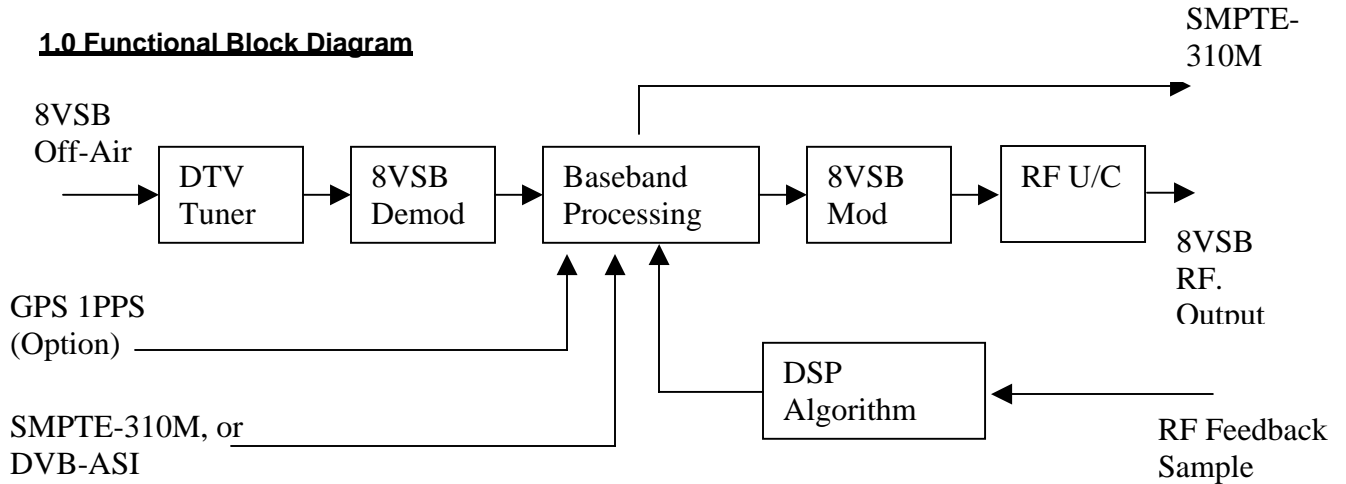 SMPTE-
310M
1.0 Functional Block Diagram
8VSB
Off-Air
DTV
Tuner
8VSB
Demod
Baseband
Processing
8VSB
Mod
RF U/C
8VSB
RF.
Output
GPS 1PPS
(Option)
DSP
Algorithm
SMPTE-310M, or
DVB-ASI
RF Feedback
Sample